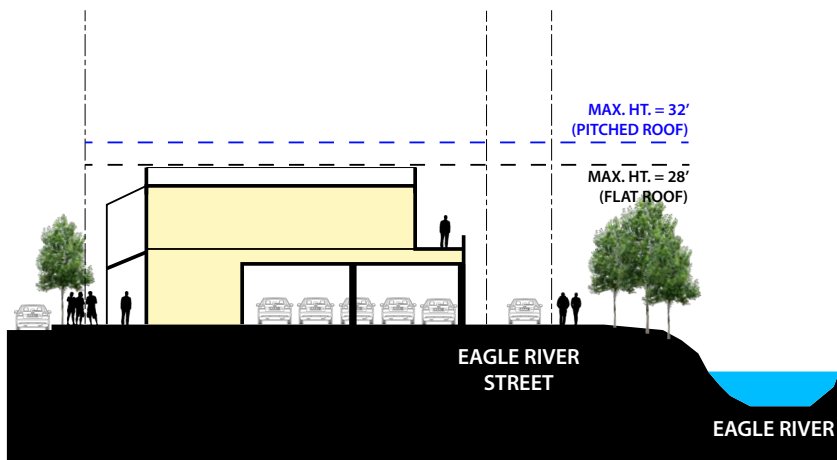 MAX. HT. = 32'
(PITCHED ROOF)
MAX. HT. = 28'
(FLAT ROOF)
EAGLE RIVER
STREET
EAGLE RIVER